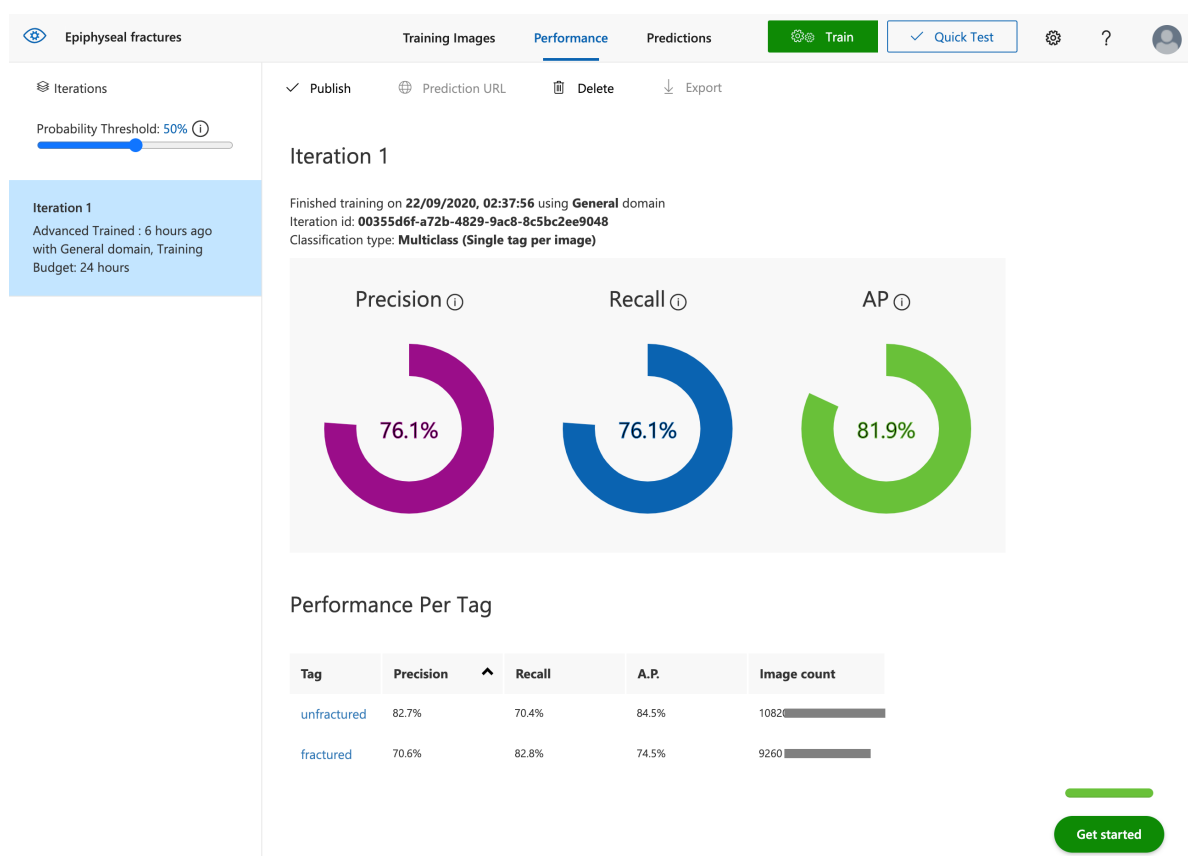 Epiphyseal fractures
Training Images
Performance
Predictions
Train
Quick Test
?
Iterations
Probability Threshold: 50%
Iteration 1
Advanced Trained : 6 hours ago
with General domain, Training
Budget: 24 hours
Publish
Prediction URL
Delete
Export
Iteration 1
Finished training on 22/09/2020, 02:37:56 using General domain
Iteration id: 00355d6f-a72b-4829-9ac8-8c5bc2ee9048
Classification type: Multiclass (Single tag per image)
Precision
Recall
AP
76.1%
76.1%
81.9%
Performance Per Tag
Tag Precision Recall A.P. Image count
unfractured 82.7% 70.4% 84.5% 10820
fractured 70.6% 82.8% 74.5% 9260
Get started